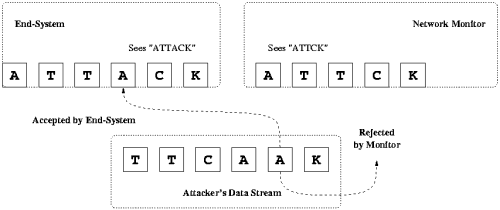 End-System
Network Monitor
Sees "ATTACK"
Sees "ATTCK"
A T T A C K
A T T C K
Accepted by End-System
Rejected
by Monitor
T T C A A K
Attacker's Data Stream